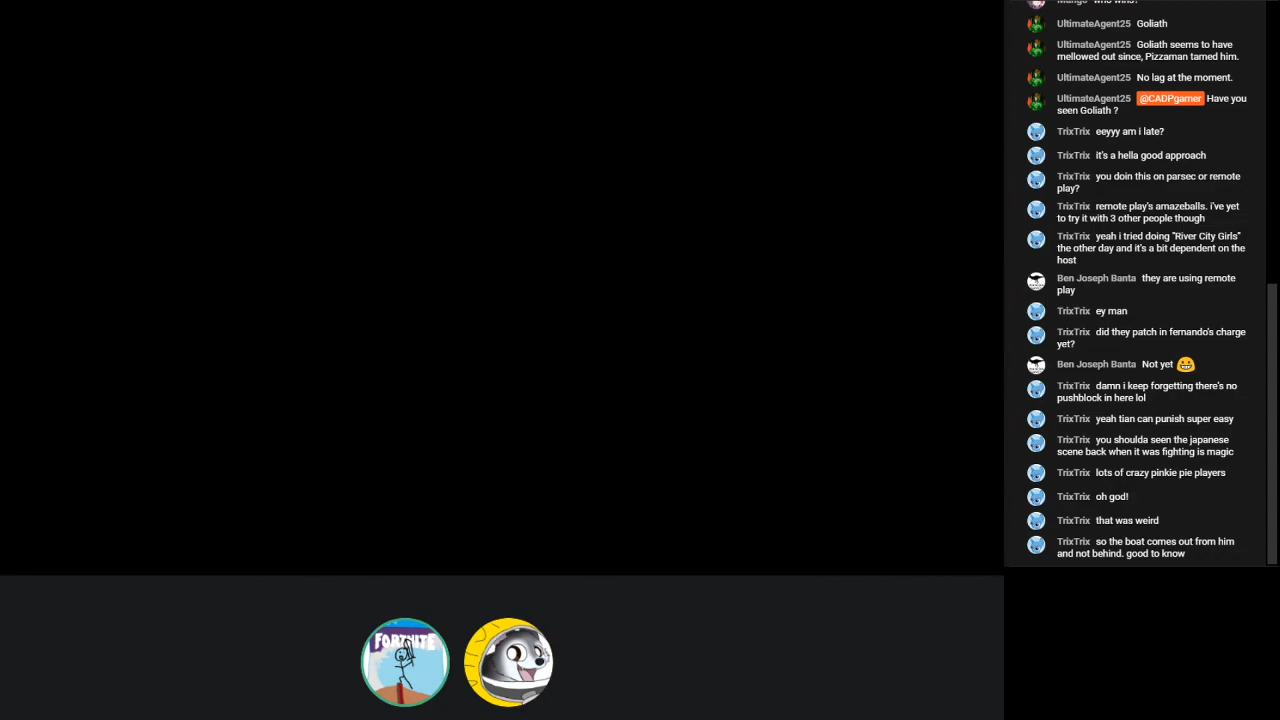 Mango who wins?
UltimateAgent25 Goliath
UltimateAgent25 Goliath seems to have
mellowed out since, Pizzaman tamed him.
UltimateAgent25 No lag at the moment.
UltimateAgent25 @CADPgamer Have you
seen Goliath ?
TrixTrix eeyyy am i late?
TrixTrix it's a hella good approach
TrixTrix you doin this on parsec or remote
play?
TrixTrix remote play's amazeballs. i've yet
to try it with 3 other people though
TrixTrix yeah i tried doing "River City Girls"
the other day and it's a bit dependent on the
host
Ben Joseph Banta they are using remote
play
TrixTrix ey man
TrixTrix did they patch in fernando's charge
yet?
Ben Joseph Banta Not yet 😀
TrixTrix damn i keep forgetting there's no
pushblock in here lol
TrixTrix yeah tian can punish super easy
TrixTrix you shoulda seen the japanese
scene back when it was fighting is magic
TrixTrix lots of crazy pinkie pie players
TrixTrix oh god!
TrixTrix that was weird
TrixTrix so the boat comes out from him
and not behind. good to know
FORTNITE